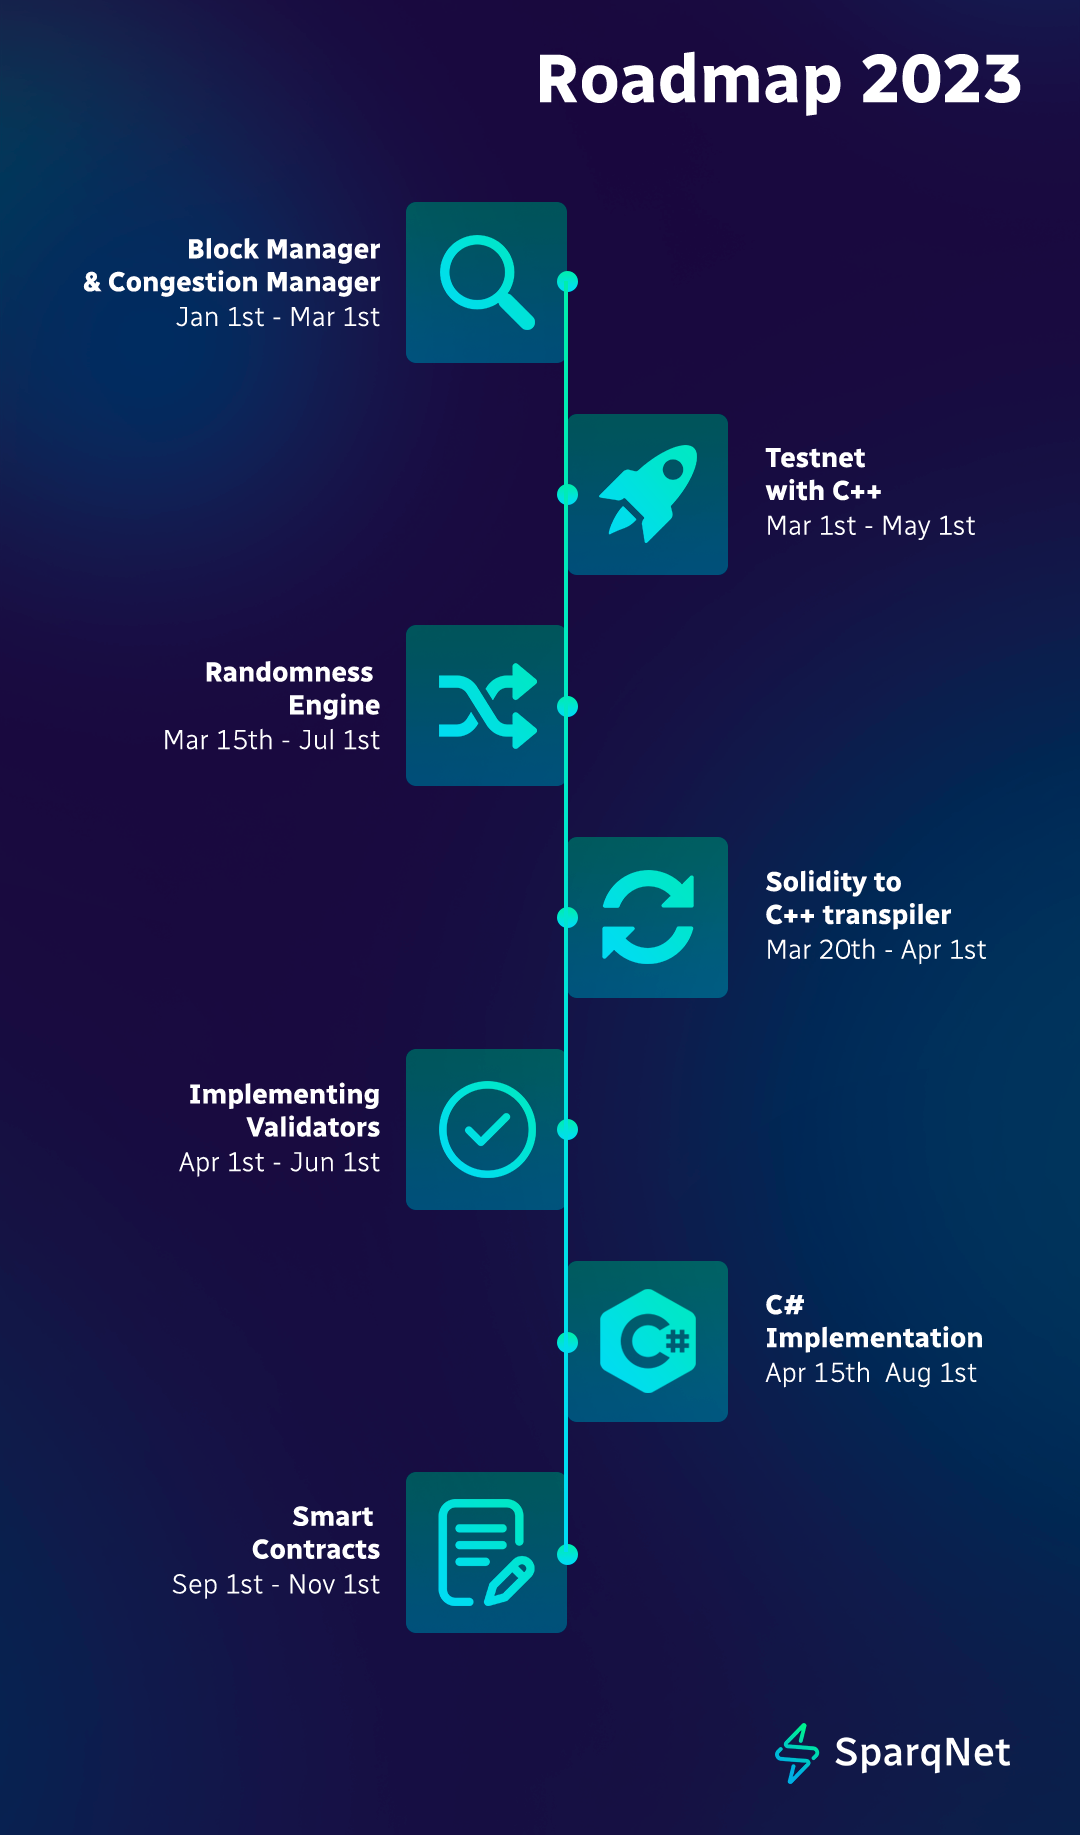 Roadmap 2023
Block Manager
& Congestion Manager
Jan 1st - Mar 1st
Testnet
with C++
Mar 1st - May 1st
Randomness
Engine
Mar 15th - Jul 1st
Solidity to
C++ transpiler
Mar 20th - Apr 1st
Implementing
Validators
Apr 1st - Jun 1st
C#
C#
Implementation
Apr 15th  Aug 1st
Smart
Contracts
Sep 1st - Nov 1st
SparqNet